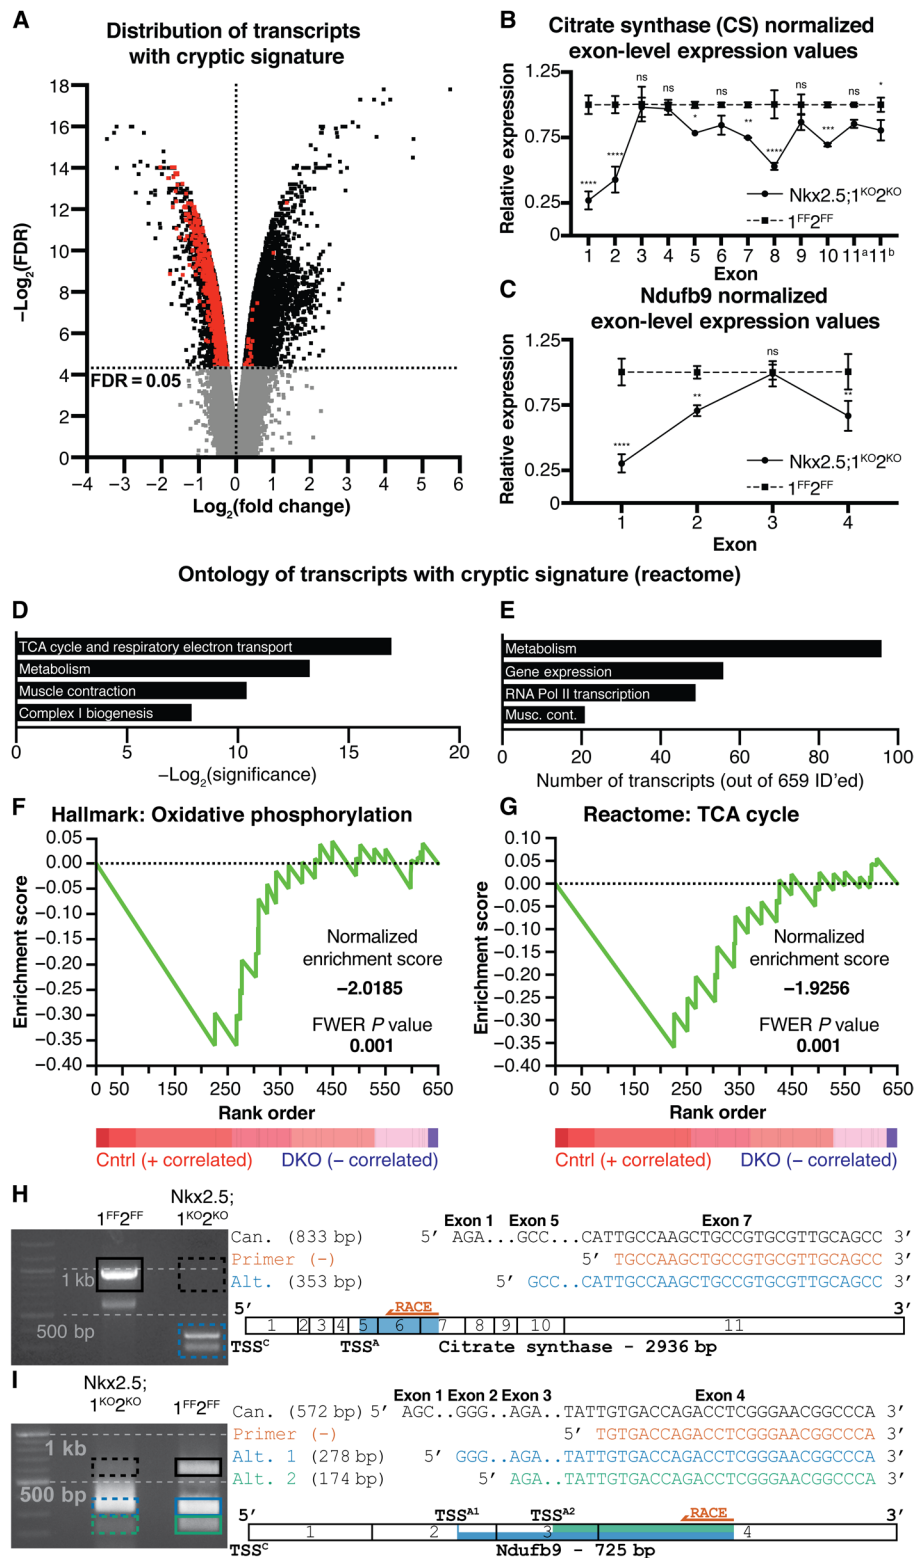 A
Distribution of transcripts
with cryptic signature
18
16
14
12
10
8
6
4
2
0
−Log2(FDR)
FDR = 0.05
−4 −3 −2 −1 0 1 2 3 4 5 6
Log2(fold change)
B
Citrate synthase (CS) normalized
exon-level expression values
1.25
0.75
0.25
0
Relative expression
**** **** ns ns * ns ** **** ns *** ns *
Nkx2.5;1KO2KO
1FF2FF
1 2 3 4 5 6 7 8 9 10 11a 11b
Exon
C
Ndufb9 normalized
exon-level expression values
1.25
0.75
0.25
0
Relative expression
**** ** ns **
Nkx2.5;1KO2KO
1FF2FF
1 2 3 4
Exon
Ontology of transcripts with cryptic signature (reactome)
D
TCA cycle and respiratory electron transport
Metabolism
Muscle contraction
Complex I biogenesis
0 5 10 15 20
−Log2(significance)
E
Metabolism
Gene expression
RNA Pol II transcription
Musc. cont.
0 20 40 60 80 100
Number of transcripts (out of 659 ID’ed)
F
Hallmark: Oxidative phosphorylation
0.05
0.00
−0.05
−0.10
−0.15
−0.20
−0.25
−0.30
−0.35
−0.40
Enrichment score
Normalized
enrichment score
−2.0185
FWER P value
0.001
0 50 150 250 350 450 550 650
Rank order
Cntrl (+ correlated) DKO (− correlated)
G
Reactome: TCA cycle
0.10
0.05
0.00
−0.05
−0.10
−0.15
−0.20
−0.25
−0.30
−0.35
−0.40
Enrichment score
Normalized
enrichment score
−1.9256
FWER P value
0.001
0 50 150 250 350 450 550 650
Rank order
Cntrl (+ correlated) DKO (− correlated)
H
Nkx2.5;
1FF2FF 1KO2KO
1 kb
500 bp
Exon 1 Exon 5 Exon 7
Can. (833 bp) 5′ AGA...GCC...CATTGCCAAGCTGCCGTGCGTTGCAGCC 3′
Primer (-) 5′ TGCCAAGCTGCCGTGCGTTGCAGCC 3′
Alt. (353 bp) 5′ GCC..CATTGCCAAGCTGCCGTGCGTTGCAGCC 3′
5′ RACE 3′
1 2 3 4 5 6 7 8 9 10 11
TSSC TSSA Citrate synthase - 2936 bp
I
Nkx2.5;
1KO2KO 1FF2FF
1 kb
500 bp
Exon 1 Exon 2 Exon 3 Exon 4
Can. (572 bp) 5′ AGC..GGG..AGA..TATTGTGACCAGACCTCGGGAACGGCCCA 3′
Primer (-) 5′ TGTGACCAGACCTCGGGAACGGCCCA 3′
Alt. 1 (278 bp) 5′ GGG..AGA..TATTGTGACCAGACCTCGGGAACGGCCCA 3′
Alt. 2 (174 bp) 5′ AGA..TATTGTGACCAGACCTCGGGAACGGCCCA 3′
5′ TSSA1 TSSA2 RACE 3′
1 2 3 4
TSSC Ndufb9 - 725 bp